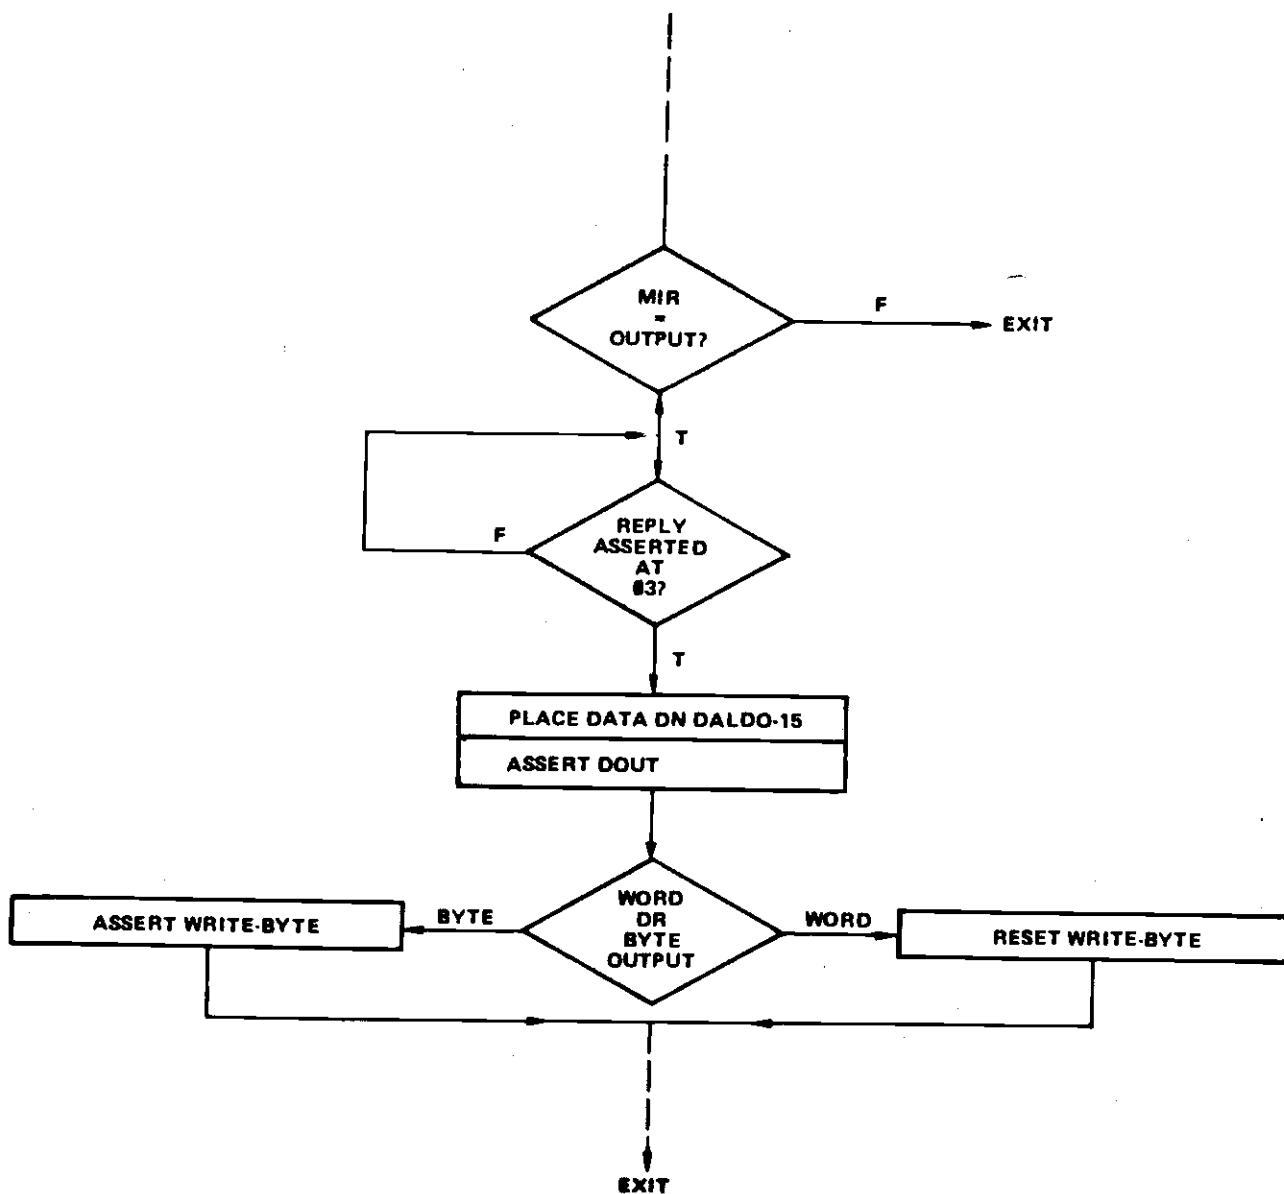 MIR
=
OUTPUT?
F
EXIT
T
F
REPLY
ASSERTED
AT
03?
T
PLACE DATA DN DALDO-15
ASSERT DOUT
ASSERT WRITE-BYTE
BYTE
WORD
DR
BYTE
OUTPUT
WORD
RESET WRITE-BYTE
EXIT